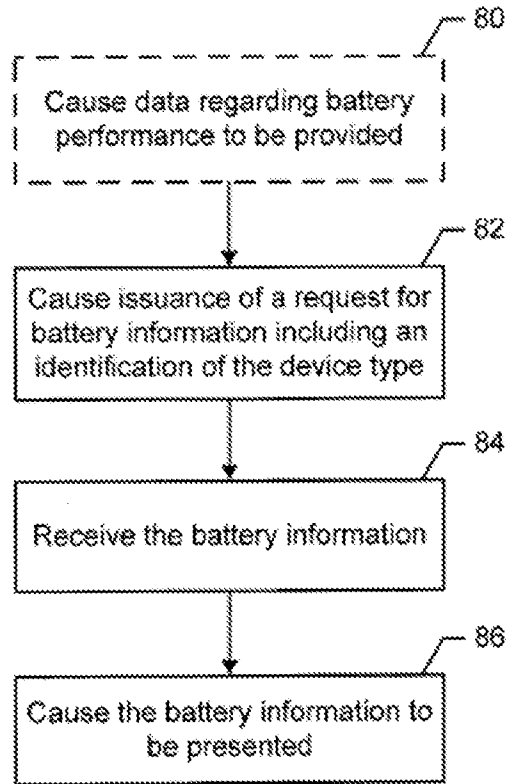 80
Cause data regarding battery
performance to be provided
82
Cause issuance of a request for
battery information including an
identification of the device type
84
Receive the battery information
86
Cause the battery information to
be presented